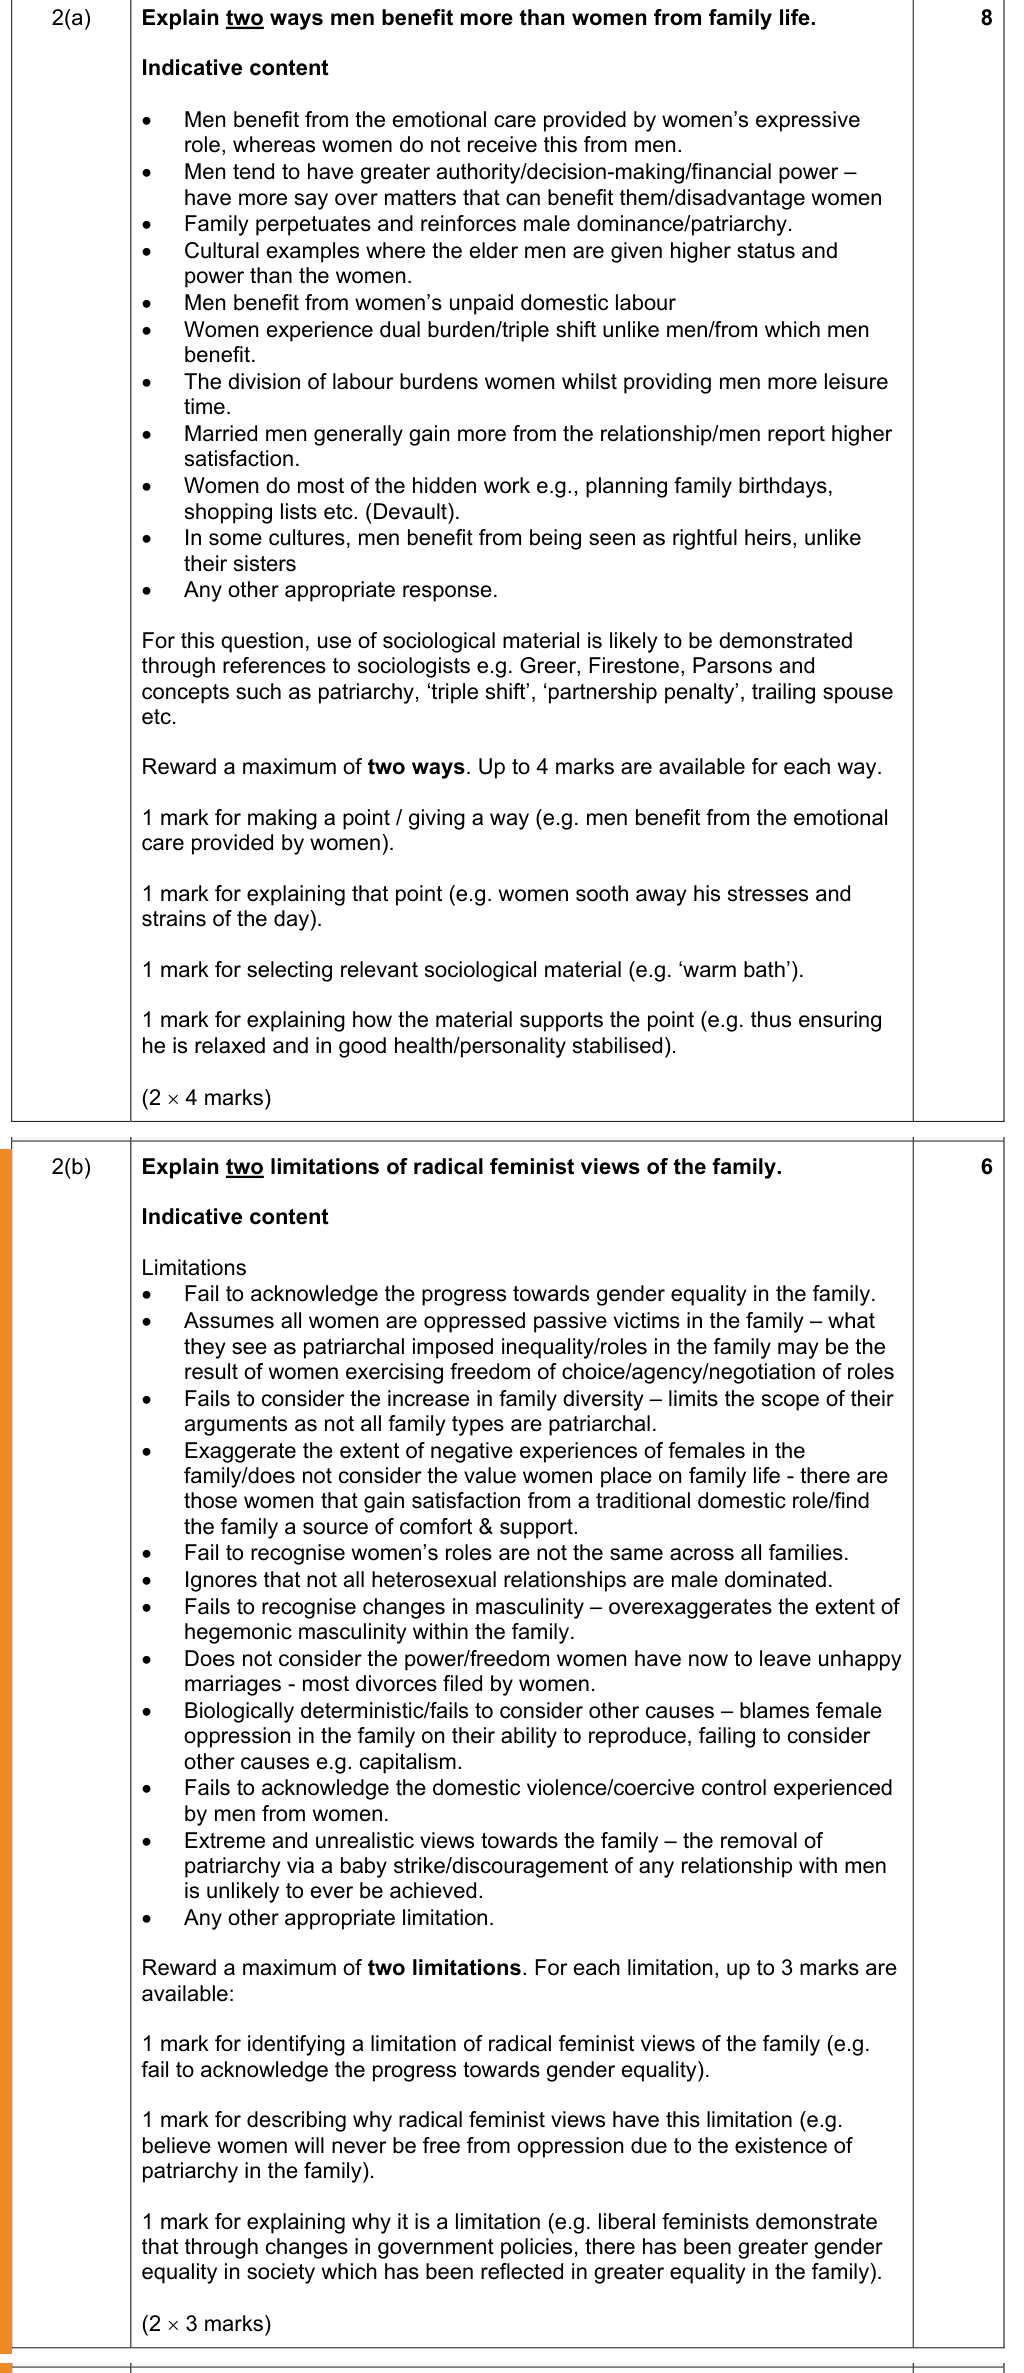 2(a)
Explain two ways men benefit more than women from family life.
8
Indicative content
• Men benefit from the emotional care provided by women’s expressive
role, whereas women do not receive this from men.
• Men tend to have greater authority/decision-making/financial power –
have more say over matters that can benefit them/disadvantage women
• Family perpetuates and reinforces male dominance/patriarchy.
• Cultural examples where the elder men are given higher status and
power than the women.
• Men benefit from women’s unpaid domestic labour
• Women experience dual burden/triple shift unlike men/from which men
benefit.
• The division of labour burdens women whilst providing men more leisure
time.
• Married men generally gain more from the relationship/men report higher
satisfaction.
• Women do most of the hidden work e.g., planning family birthdays,
shopping lists etc. (Devault).
• In some cultures, men benefit from being seen as rightful heirs, unlike
their sisters
• Any other appropriate response.
For this question, use of sociological material is likely to be demonstrated
through references to sociologists e.g. Greer, Firestone, Parsons and
concepts such as patriarchy, ‘triple shift’, ‘partnership penalty’, trailing spouse
etc.
Reward a maximum of two ways. Up to 4 marks are available for each way.
1 mark for making a point / giving a way (e.g. men benefit from the emotional
care provided by women).
1 mark for explaining that point (e.g. women sooth away his stresses and
strains of the day).
1 mark for selecting relevant sociological material (e.g. ‘warm bath’).
1 mark for explaining how the material supports the point (e.g. thus ensuring
he is relaxed and in good health/personality stabilised).
(2 × 4 marks)
2(b)
Explain two limitations of radical feminist views of the family.
6
Indicative content
Limitations
• Fail to acknowledge the progress towards gender equality in the family.
• Assumes all women are oppressed passive victims in the family – what
they see as patriarchal imposed inequality/roles in the family may be the
result of women exercising freedom of choice/agency/negotiation of roles
• Fails to consider the increase in family diversity – limits the scope of their
arguments as not all family types are patriarchal.
• Exaggerate the extent of negative experiences of females in the
family/does not consider the value women place on family life - there are
those women that gain satisfaction from a traditional domestic role/find
the family a source of comfort & support.
• Fail to recognise women’s roles are not the same across all families.
• Ignores that not all heterosexual relationships are male dominated.
• Fails to recognise changes in masculinity – overexaggerates the extent of
hegemonic masculinity within the family.
• Does not consider the power/freedom women have now to leave unhappy
marriages - most divorces filed by women.
• Biologically deterministic/fails to consider other causes – blames female
oppression in the family on their ability to reproduce, failing to consider
other causes e.g. capitalism.
• Fails to acknowledge the domestic violence/coercive control experienced
by men from women.
• Extreme and unrealistic views towards the family – the removal of
patriarchy via a baby strike/discouragement of any relationship with men
is unlikely to ever be achieved.
• Any other appropriate limitation.
Reward a maximum of two limitations. For each limitation, up to 3 marks are
available:
1 mark for identifying a limitation of radical feminist views of the family (e.g.
fail to acknowledge the progress towards gender equality).
1 mark for describing why radical feminist views have this limitation (e.g.
believe women will never be free from oppression due to the existence of
patriarchy in the family).
1 mark for explaining why it is a limitation (e.g. liberal feminists demonstrate
that through changes in government policies, there has been greater gender
equality in society which has been reflected in greater equality in the family).
(2 × 3 marks)